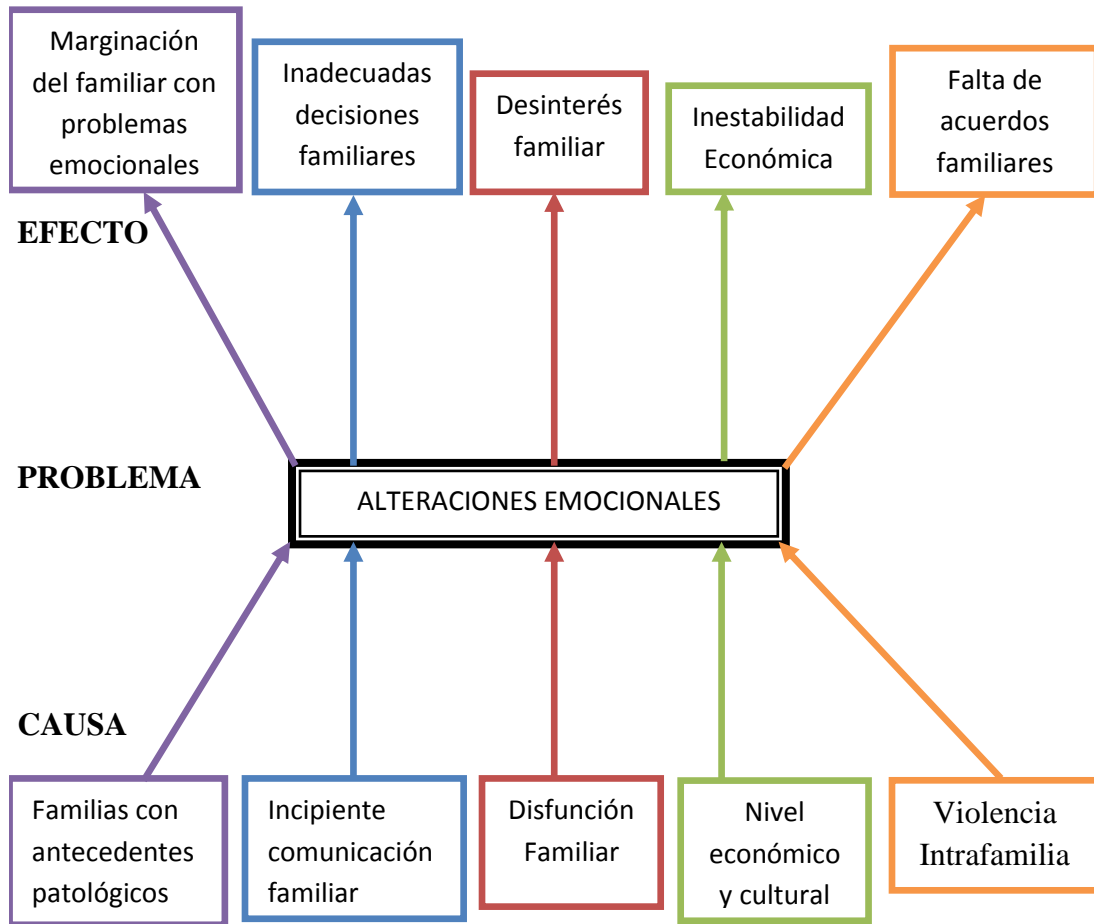 Marginación
del familiar con
problemas
emocionales
Inadecuadas
decisiones
familiares
Desinterés
familiar
Inestabilidad
Económica
Falta de
acuerdos
familiares
EFECTO
PROBLEMA
ALTERACIONES EMOCIONALES
CAUSA
Familias con
antecedentes
patológicos
Incipiente
comunicación
familiar
Disfunción
Familiar
Nivel
económico
y cultural
Violencia
Intrafamilia